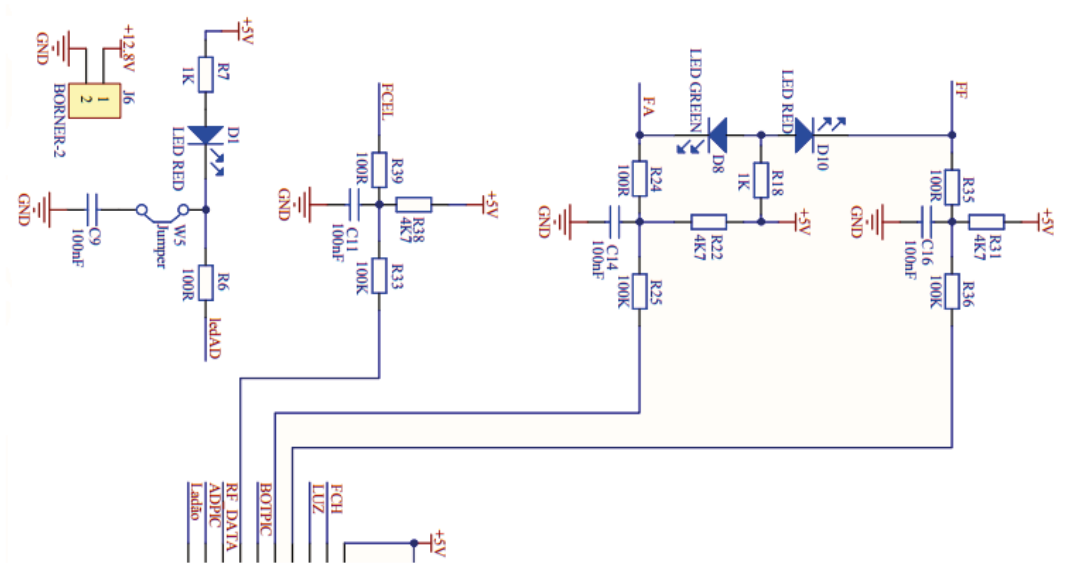 +12.8V
GND
J6
1
2
BORNER-2
+5V
R7
1K
D1
LED RED
W5
Jumper
GND
C9
100nF
R6
100R
ledAD
FCEL
R39
100R
GND
C11
100nF
R38
4K7
+5V
R33
100K
FA
LED GREEN
D8
LED RED
D10
FF
R24
100R
R18
1K
GND
C14
100nF
R22
4K7
+5V
R25
100K
R35
100R
GND
C16
100nF
R31
4K7
+5V
R36
100K
Ladão
ADPIC
RF_DATA
BOTPIC
LUZ
FCH
+5V